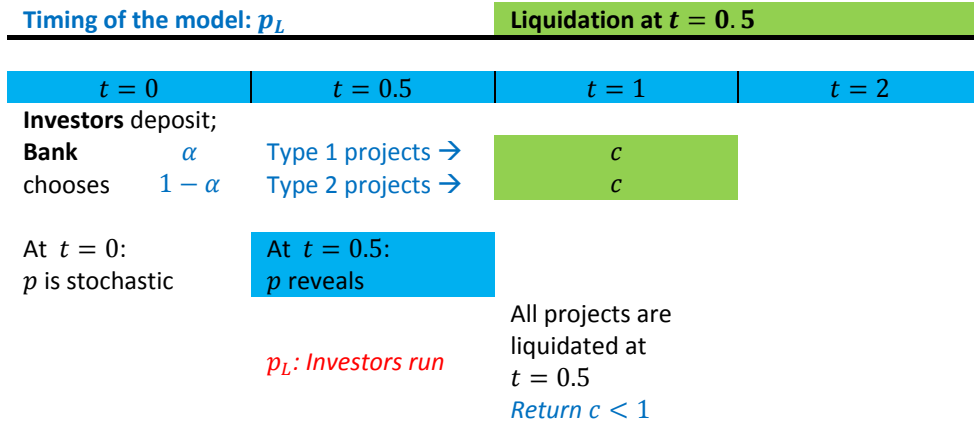 Timing of the model: p_L Liquidation at t = 0.5
t = 0 t = 0.5 t = 1 t = 2
Investors deposit;
Bank α Type 1 projects → c
chooses 1 − α Type 2 projects → c
At t = 0: At t = 0.5:
p is stochastic p reveals
All projects are
liquidated at
p_L: Investors run
t = 0.5
Return c < 1